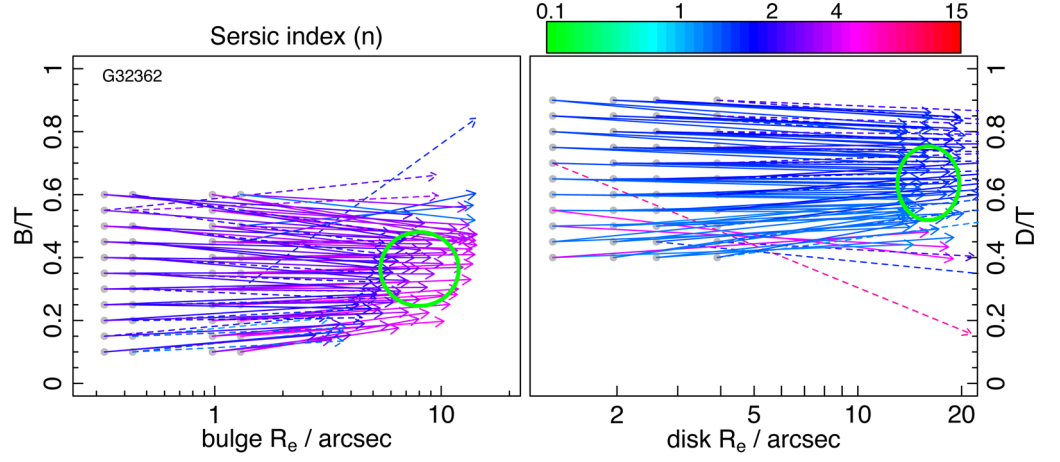 Sersic index (n)
0.1 1 2 4 15
G32362
B/T
0 0.2 0.4 0.6 0.8 1
1 10
bulge Re / arcsec
2 5 10 20
disk Re / arcsec
0 0.2 0.4 0.6 0.8 1
D/T